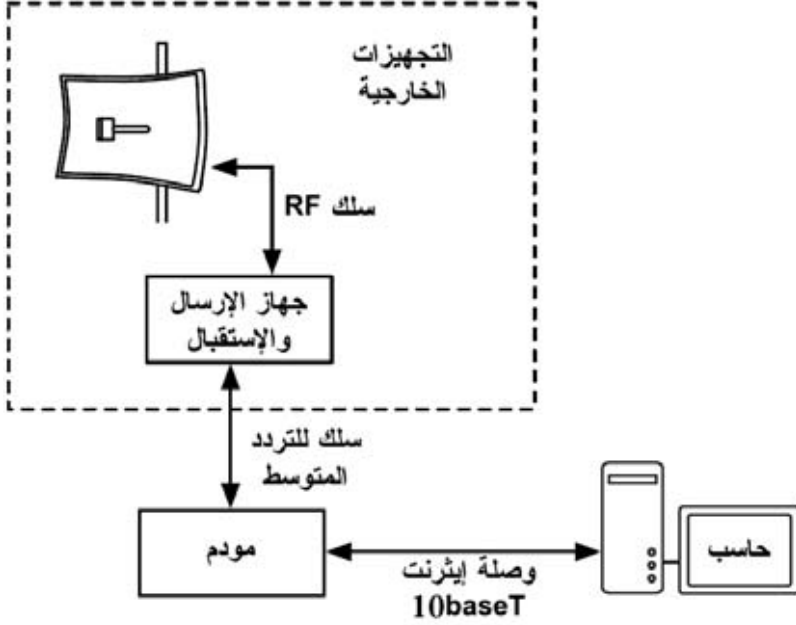 التجهيزات
الخارجية
سلك RF
جهاز الإرسال
والإستقبال
سلك للتردد
المتوسط
مودم
وصلة إيثرنت
10baseT
حاسب